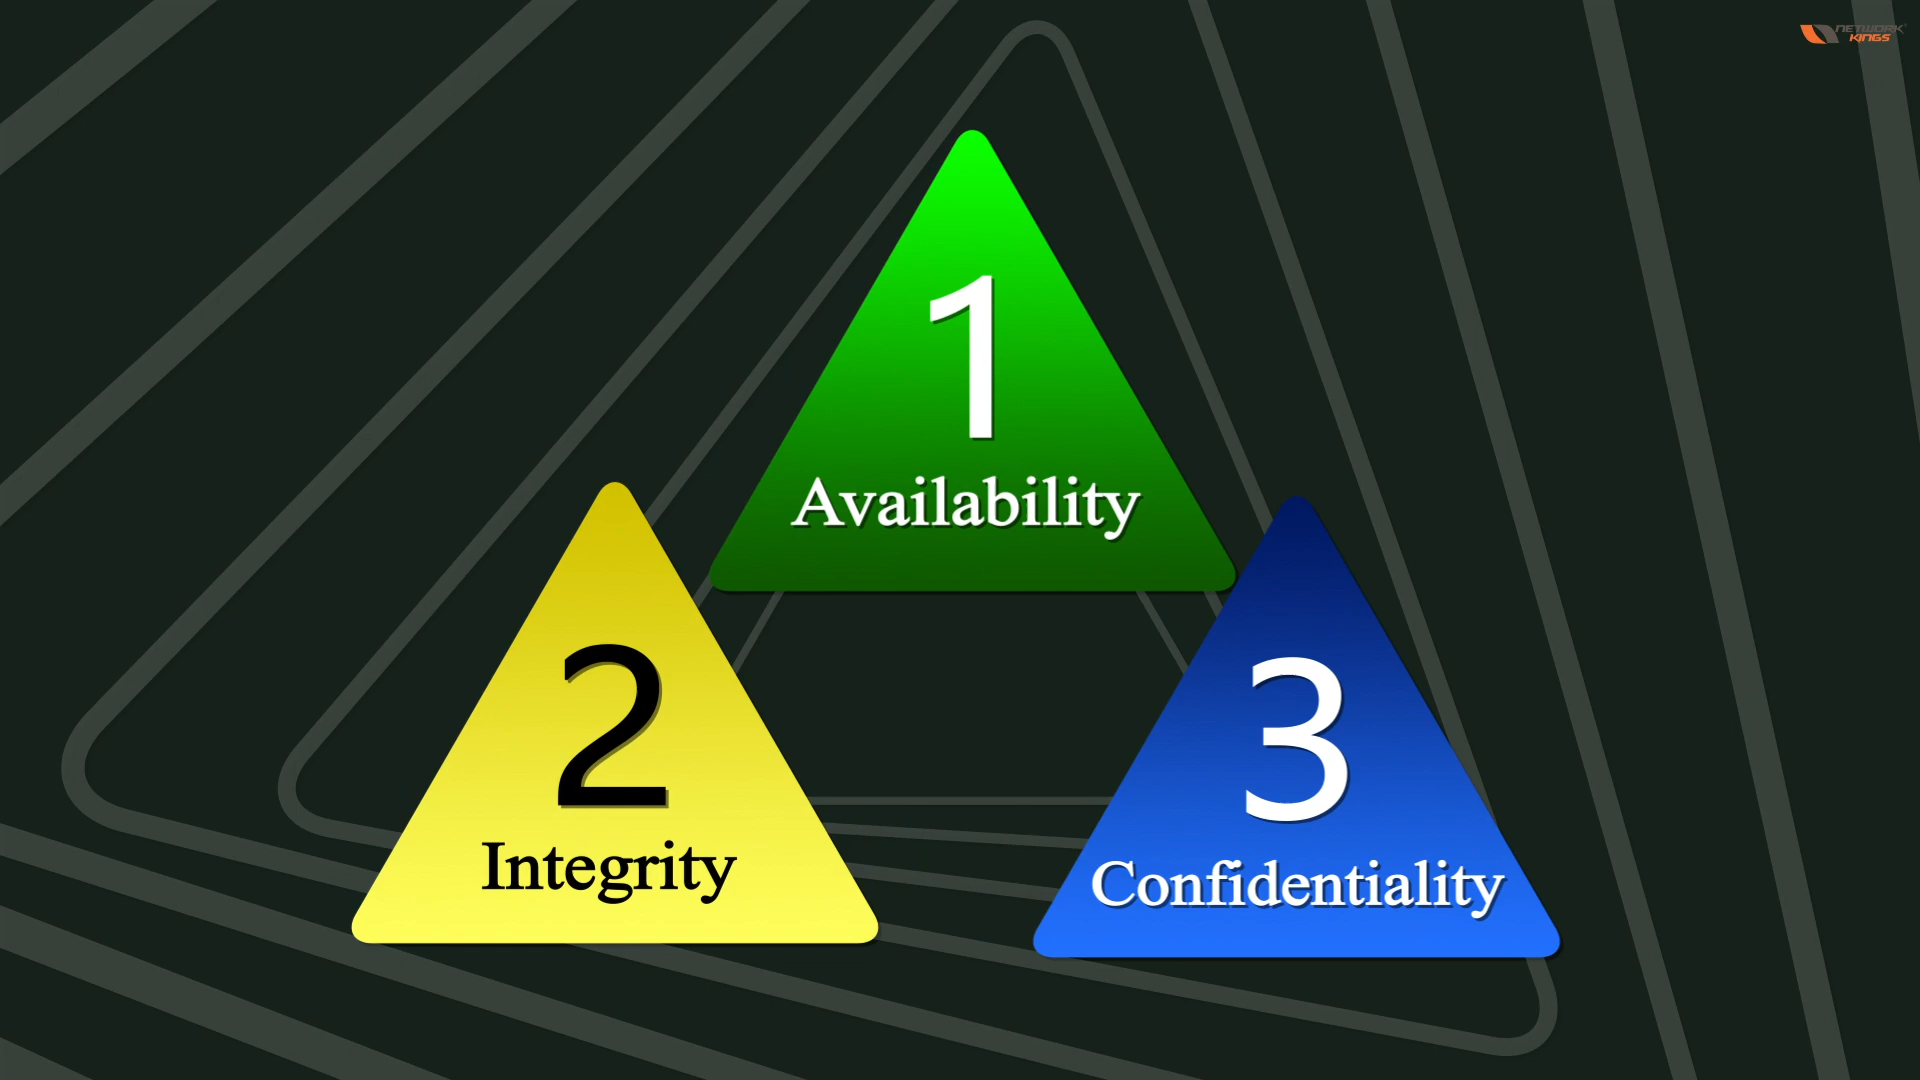 NETWORK
KINGS
1
Availability
2
Integrity
3
Confidentiality